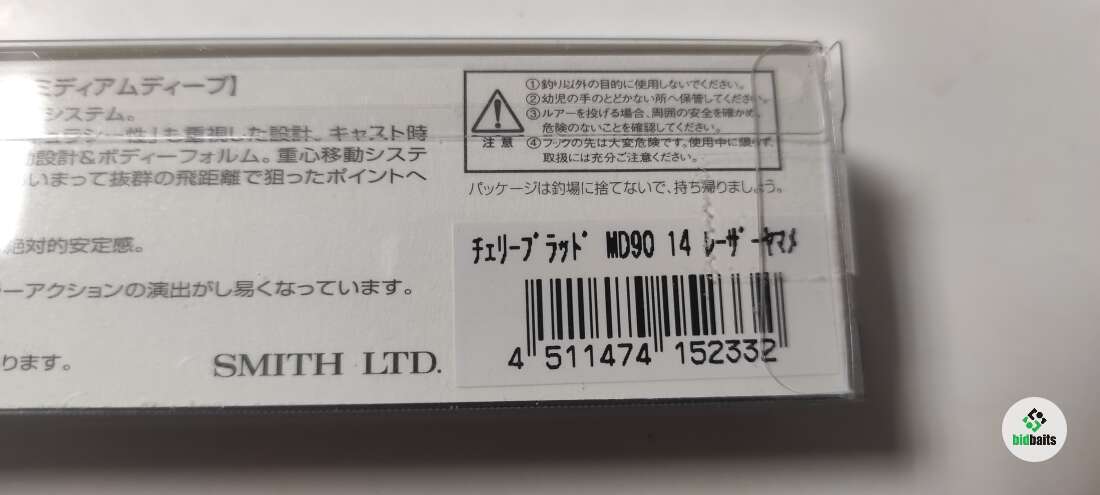 ミディアムディープ】
システム。
ラシー性」も重視した設計、キャスト時
設計&ボディーフォルム。重心移動システ
いまって抜群の飛距離で狙ったポイントへ
絶対的安定感。
ーアクションの演出がし易くなっています。
ります。
SMITH LTD.
注意
①釣り以外の目的に使用しないでください。
②幼児の手のとどかない所へ保管してください。
③ルアーを投げる場合、周囲の安全を確かめ、
危険のないことを確認してください。
④フックの先は大変危険です。使用中に限らず、
取扱には充分ご注意ください。
パッケージは釣場に捨てないで、持ち帰りましょう。
ﾁｪﾘｰﾌﾞﾗｯﾄﾞ MD90 14 ﾚｰｻﾞｰﾔﾏﾒ
4 511474 152332
bidbaits